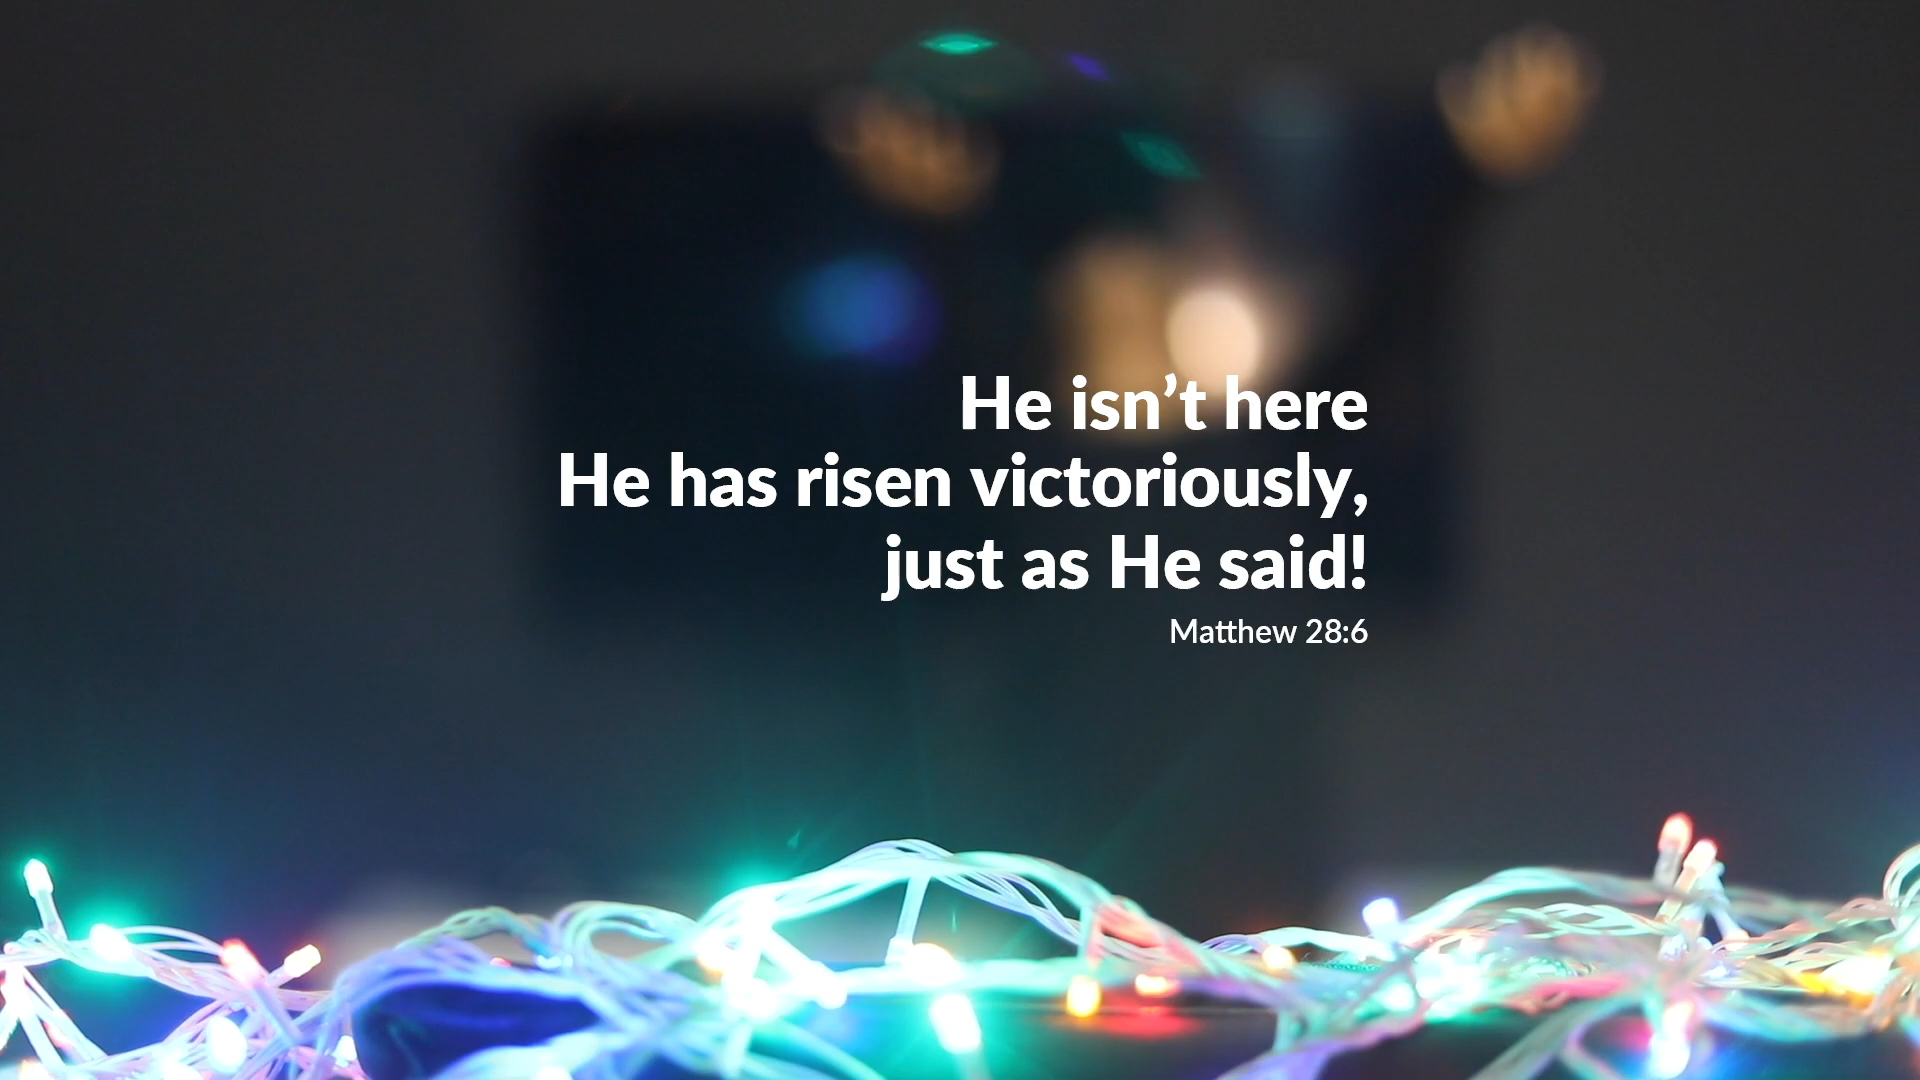 He isn’t here
He has risen victoriously,
just as He said!
Matthew 28:6